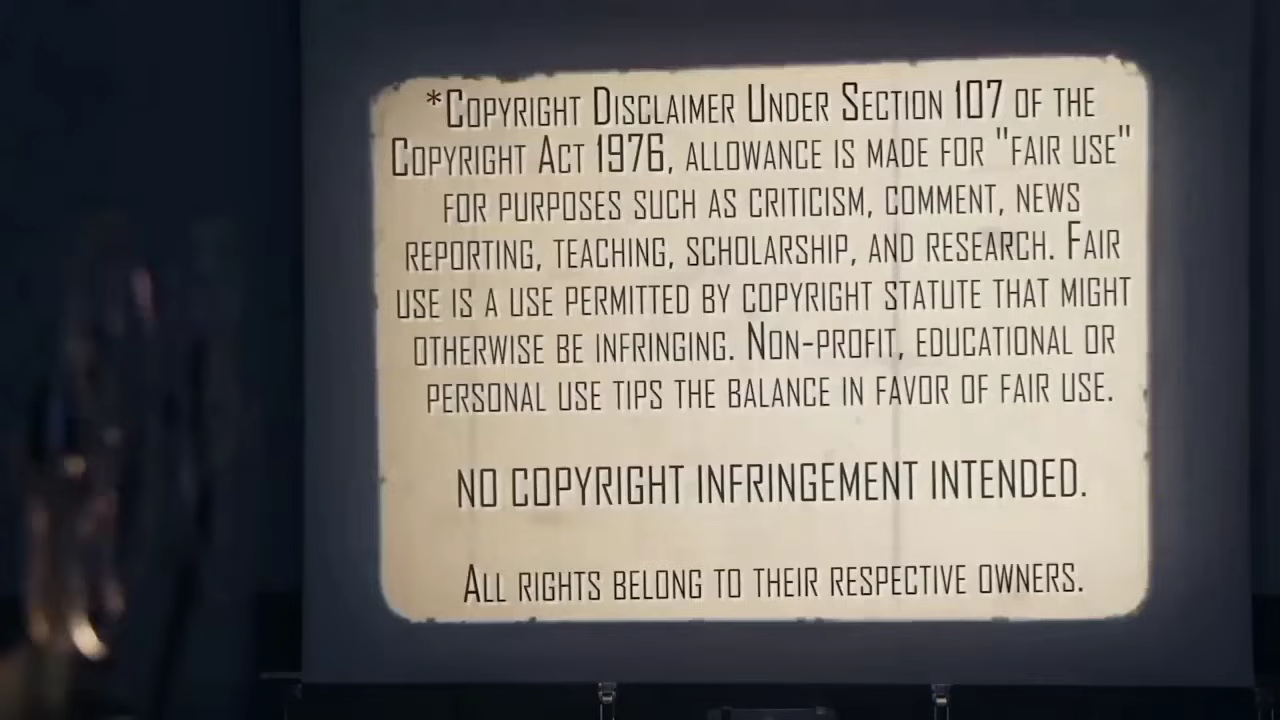 *Copyright Disclaimer Under Section 107 of the
Copyright Act 1976, allowance is made for "fair use"
for purposes such as criticism, comment, news
reporting, teaching, scholarship, and research. Fair
use is a use permitted by copyright statute that might
otherwise be infringing. Non-profit, educational or
personal use tips the balance in favor of fair use.
NO COPYRIGHT INFRINGEMENT INTENDED.
All rights belong to their respective owners.